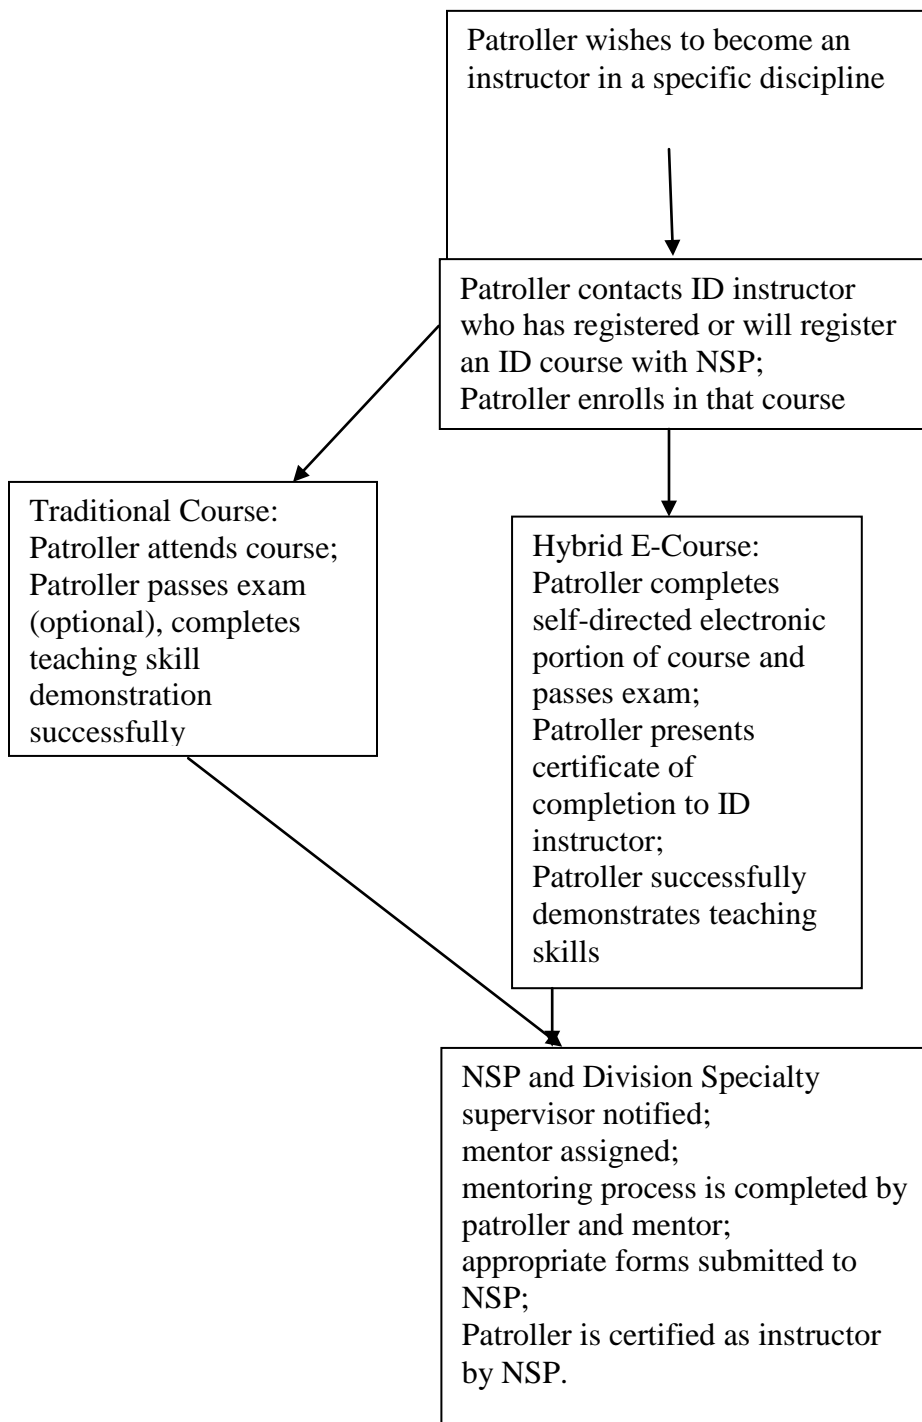 Patroller wishes to become an
instructor in a specific discipline
Patroller contacts ID instructor
who has registered or will register
an ID course with NSP;
Patroller enrolls in that course
Traditional Course:
Patroller attends course;
Patroller passes exam
(optional), completes
teaching skill
demonstration
successfully
Hybrid E-Course:
Patroller completes
self-directed electronic
portion of course and
passes exam;
Patroller presents
certificate of
completion to ID
instructor;
Patroller successfully
demonstrates teaching
skills
NSP and Division Specialty
supervisor notified;
mentor assigned;
mentoring process is completed by
patroller and mentor;
appropriate forms submitted to
NSP;
Patroller is certified as instructor
by NSP.